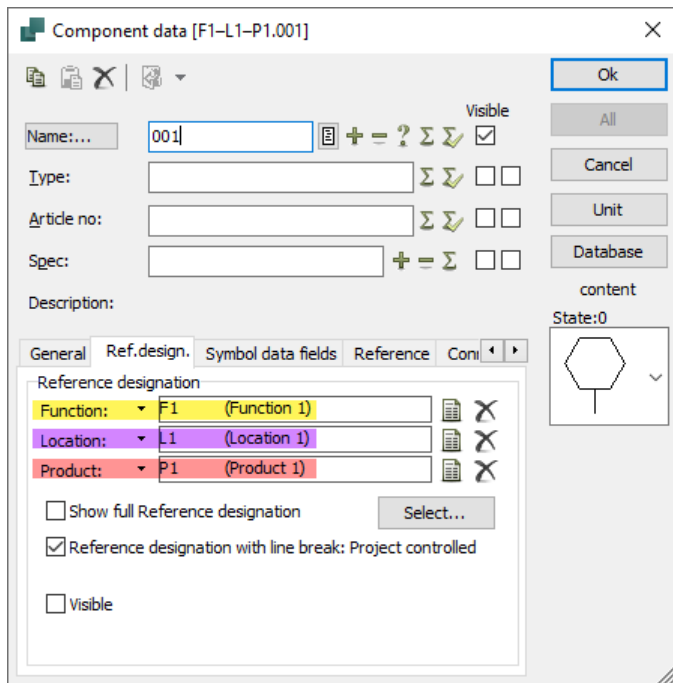 Component data [F1–L1–P1.001]
Visible
Name:... 001
Type:
Article no:
Spec:
Description:
Ok
All
Cancel
Unit
Database
content
State:0
General Ref.design. Symbol data fields Reference
Reference designation
Function: F1 (Function 1)
Location: L1 (Location 1)
Product: P1 (Product 1)
Show full Reference designation Select...
Reference designation with line break: Project controlled
Visible